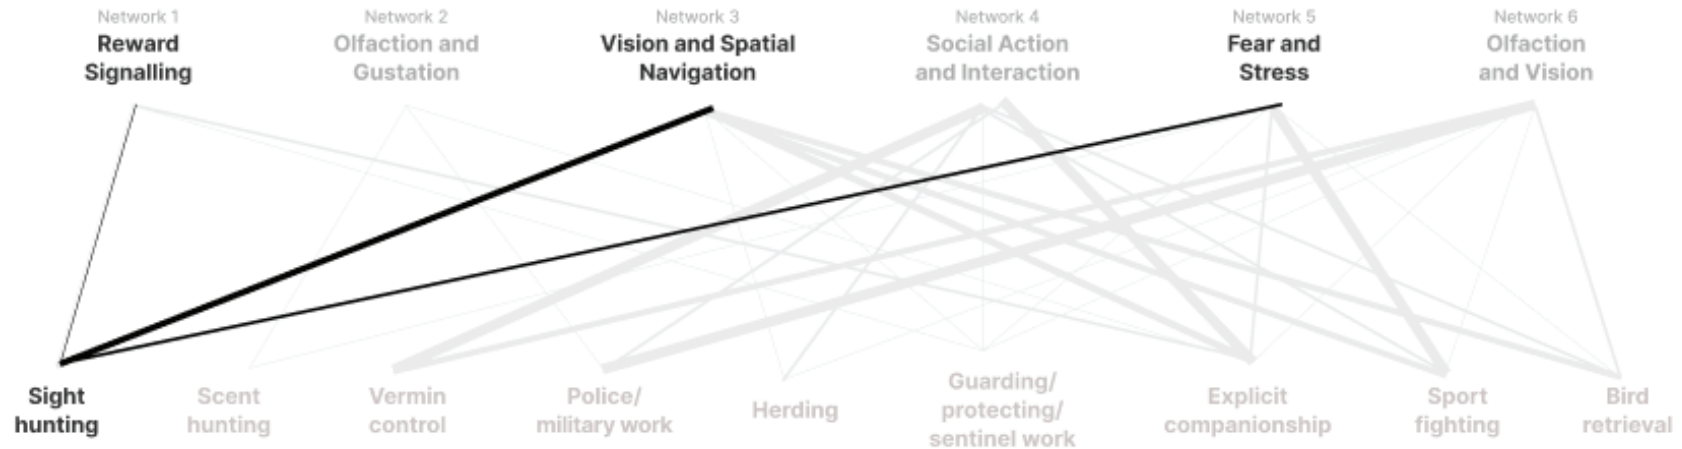 Network 1
Reward
Signalling
Network 2
Olfaction and
Gustation
Network 3
Vision and Spatial
Navigation
Network 4
Social Action
and Interaction
Network 5
Fear and
Stress
Network 6
Olfaction
and Vision
Sight
hunting
Scent
hunting
Vermin
control
Police/
military work
Herding
Guarding/
protecting/
sentinel work
Explicit
companionship
Sport
fighting
Bird
retrieval